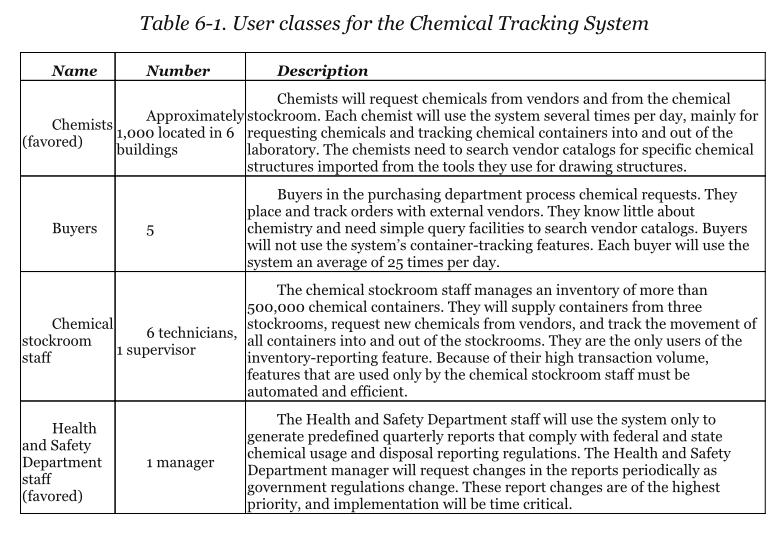 Table 6-1. User classes for the Chemical Tracking System
Name Number Description
Chemists
(favored)
Approximately
1,000 located in 6
buildings
Chemists will request chemicals from vendors and from the chemical
stockroom. Each chemist will use the system several times per day, mainly for
requesting chemicals and tracking chemical containers into and out of the
laboratory. The chemists need to search vendor catalogs for specific chemical
structures imported from the tools they use for drawing structures.
Buyers
5
Buyers in the purchasing department process chemical requests. They
place and track orders with external vendors. They know little about
chemistry and need simple query facilities to search vendor catalogs. Buyers
will not use the system’s container-tracking features. Each buyer will use the
system an average of 25 times per day.
Chemical
stockroom
staff
6 technicians,
1 supervisor
The chemical stockroom staff manages an inventory of more than
500,000 chemical containers. They will supply containers from three
stockrooms, request new chemicals from vendors, and track the movement of
all containers into and out of the stockrooms. They are the only users of the
inventory-reporting feature. Because of their high transaction volume,
features that are used only by the chemical stockroom staff must be
automated and efficient.
Health
and Safety
Department
staff
(favored)
1 manager
The Health and Safety Department staff will use the system only to
generate predefined quarterly reports that comply with federal and state
chemical usage and disposal reporting regulations. The Health and Safety
Department manager will request changes in the reports periodically as
government regulations change. These report changes are of the highest
priority, and implementation will be time critical.